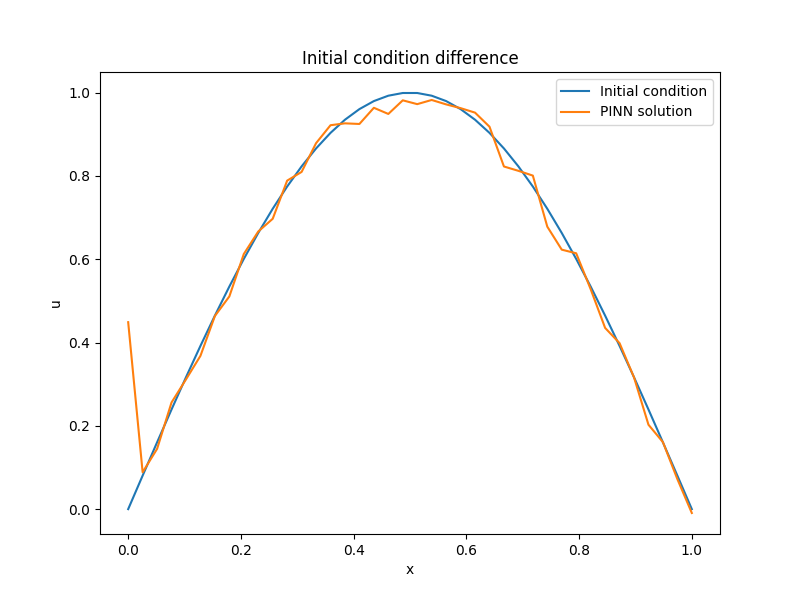 Initial condition difference
Initial condition
PINN solution
1.0
0.8
0.6
0.4
0.2
0.0
u
0.0 0.2 0.4 0.6 0.8 1.0
x